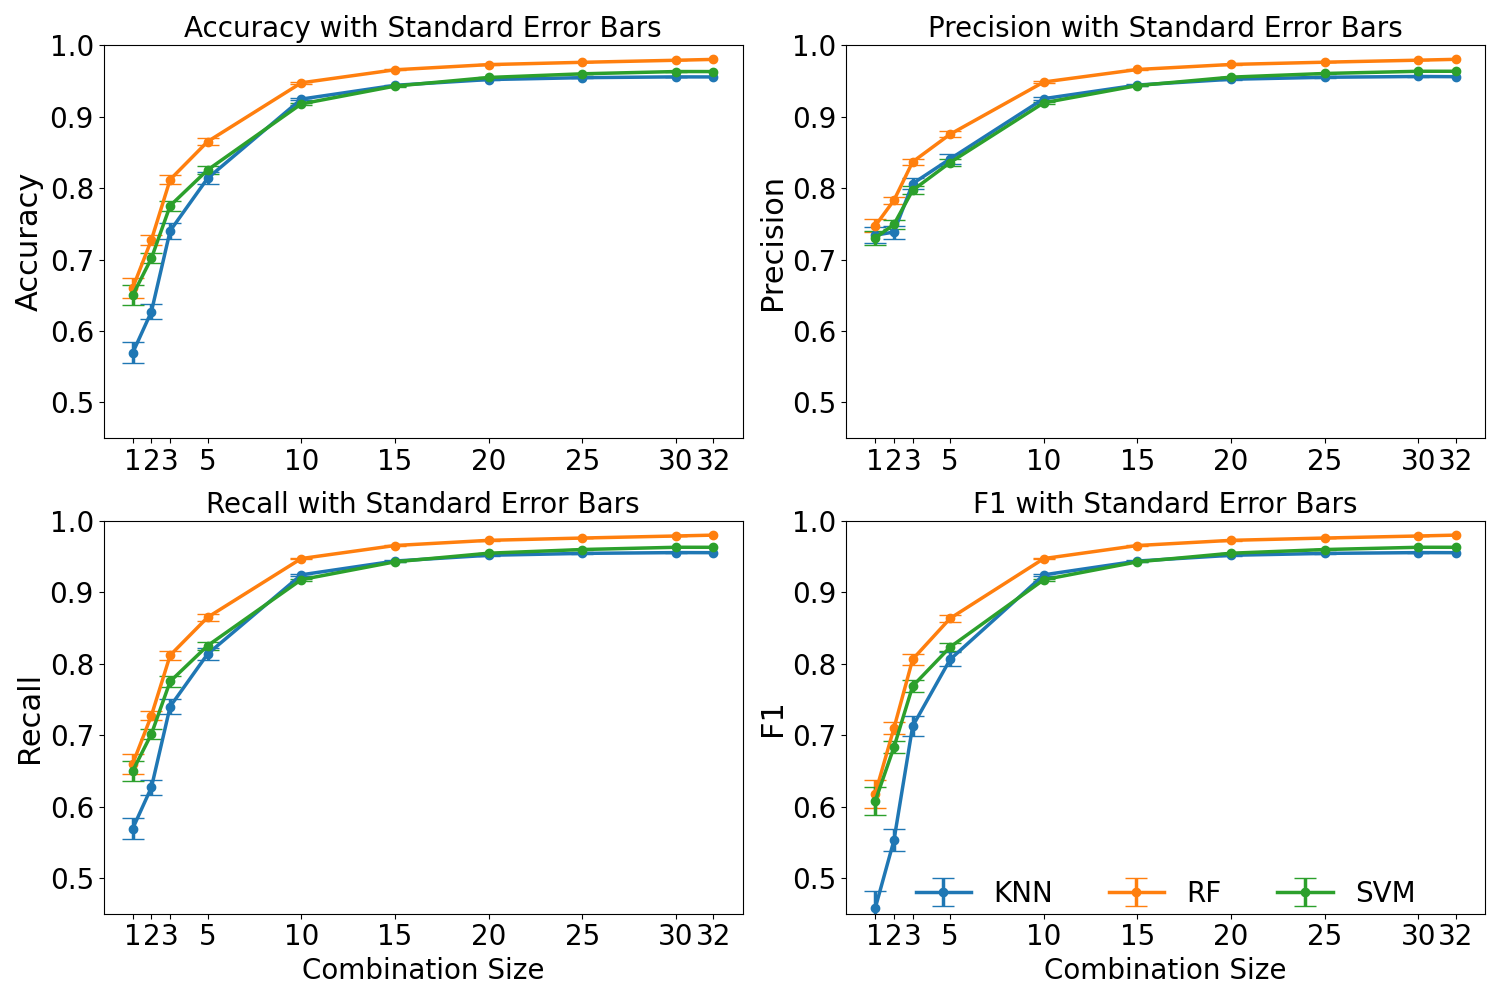 Accuracy with Standard Error Bars
Accuracy
1.0
0.9
0.8
0.7
0.6
0.5
1 2 3 5 10 15 20 25 30 32
Precision with Standard Error Bars
Precision
1.0
0.9
0.8
0.7
0.6
0.5
1 2 3 5 10 15 20 25 30 32
Recall with Standard Error Bars
Recall
1.0
0.9
0.8
0.7
0.6
0.5
1 2 3 5 10 15 20 25 30 32
Combination Size
F1 with Standard Error Bars
F1
1.0
0.9
0.8
0.7
0.6
0.5
KNN RF SVM
1 2 3 5 10 15 20 25 30 32
Combination Size